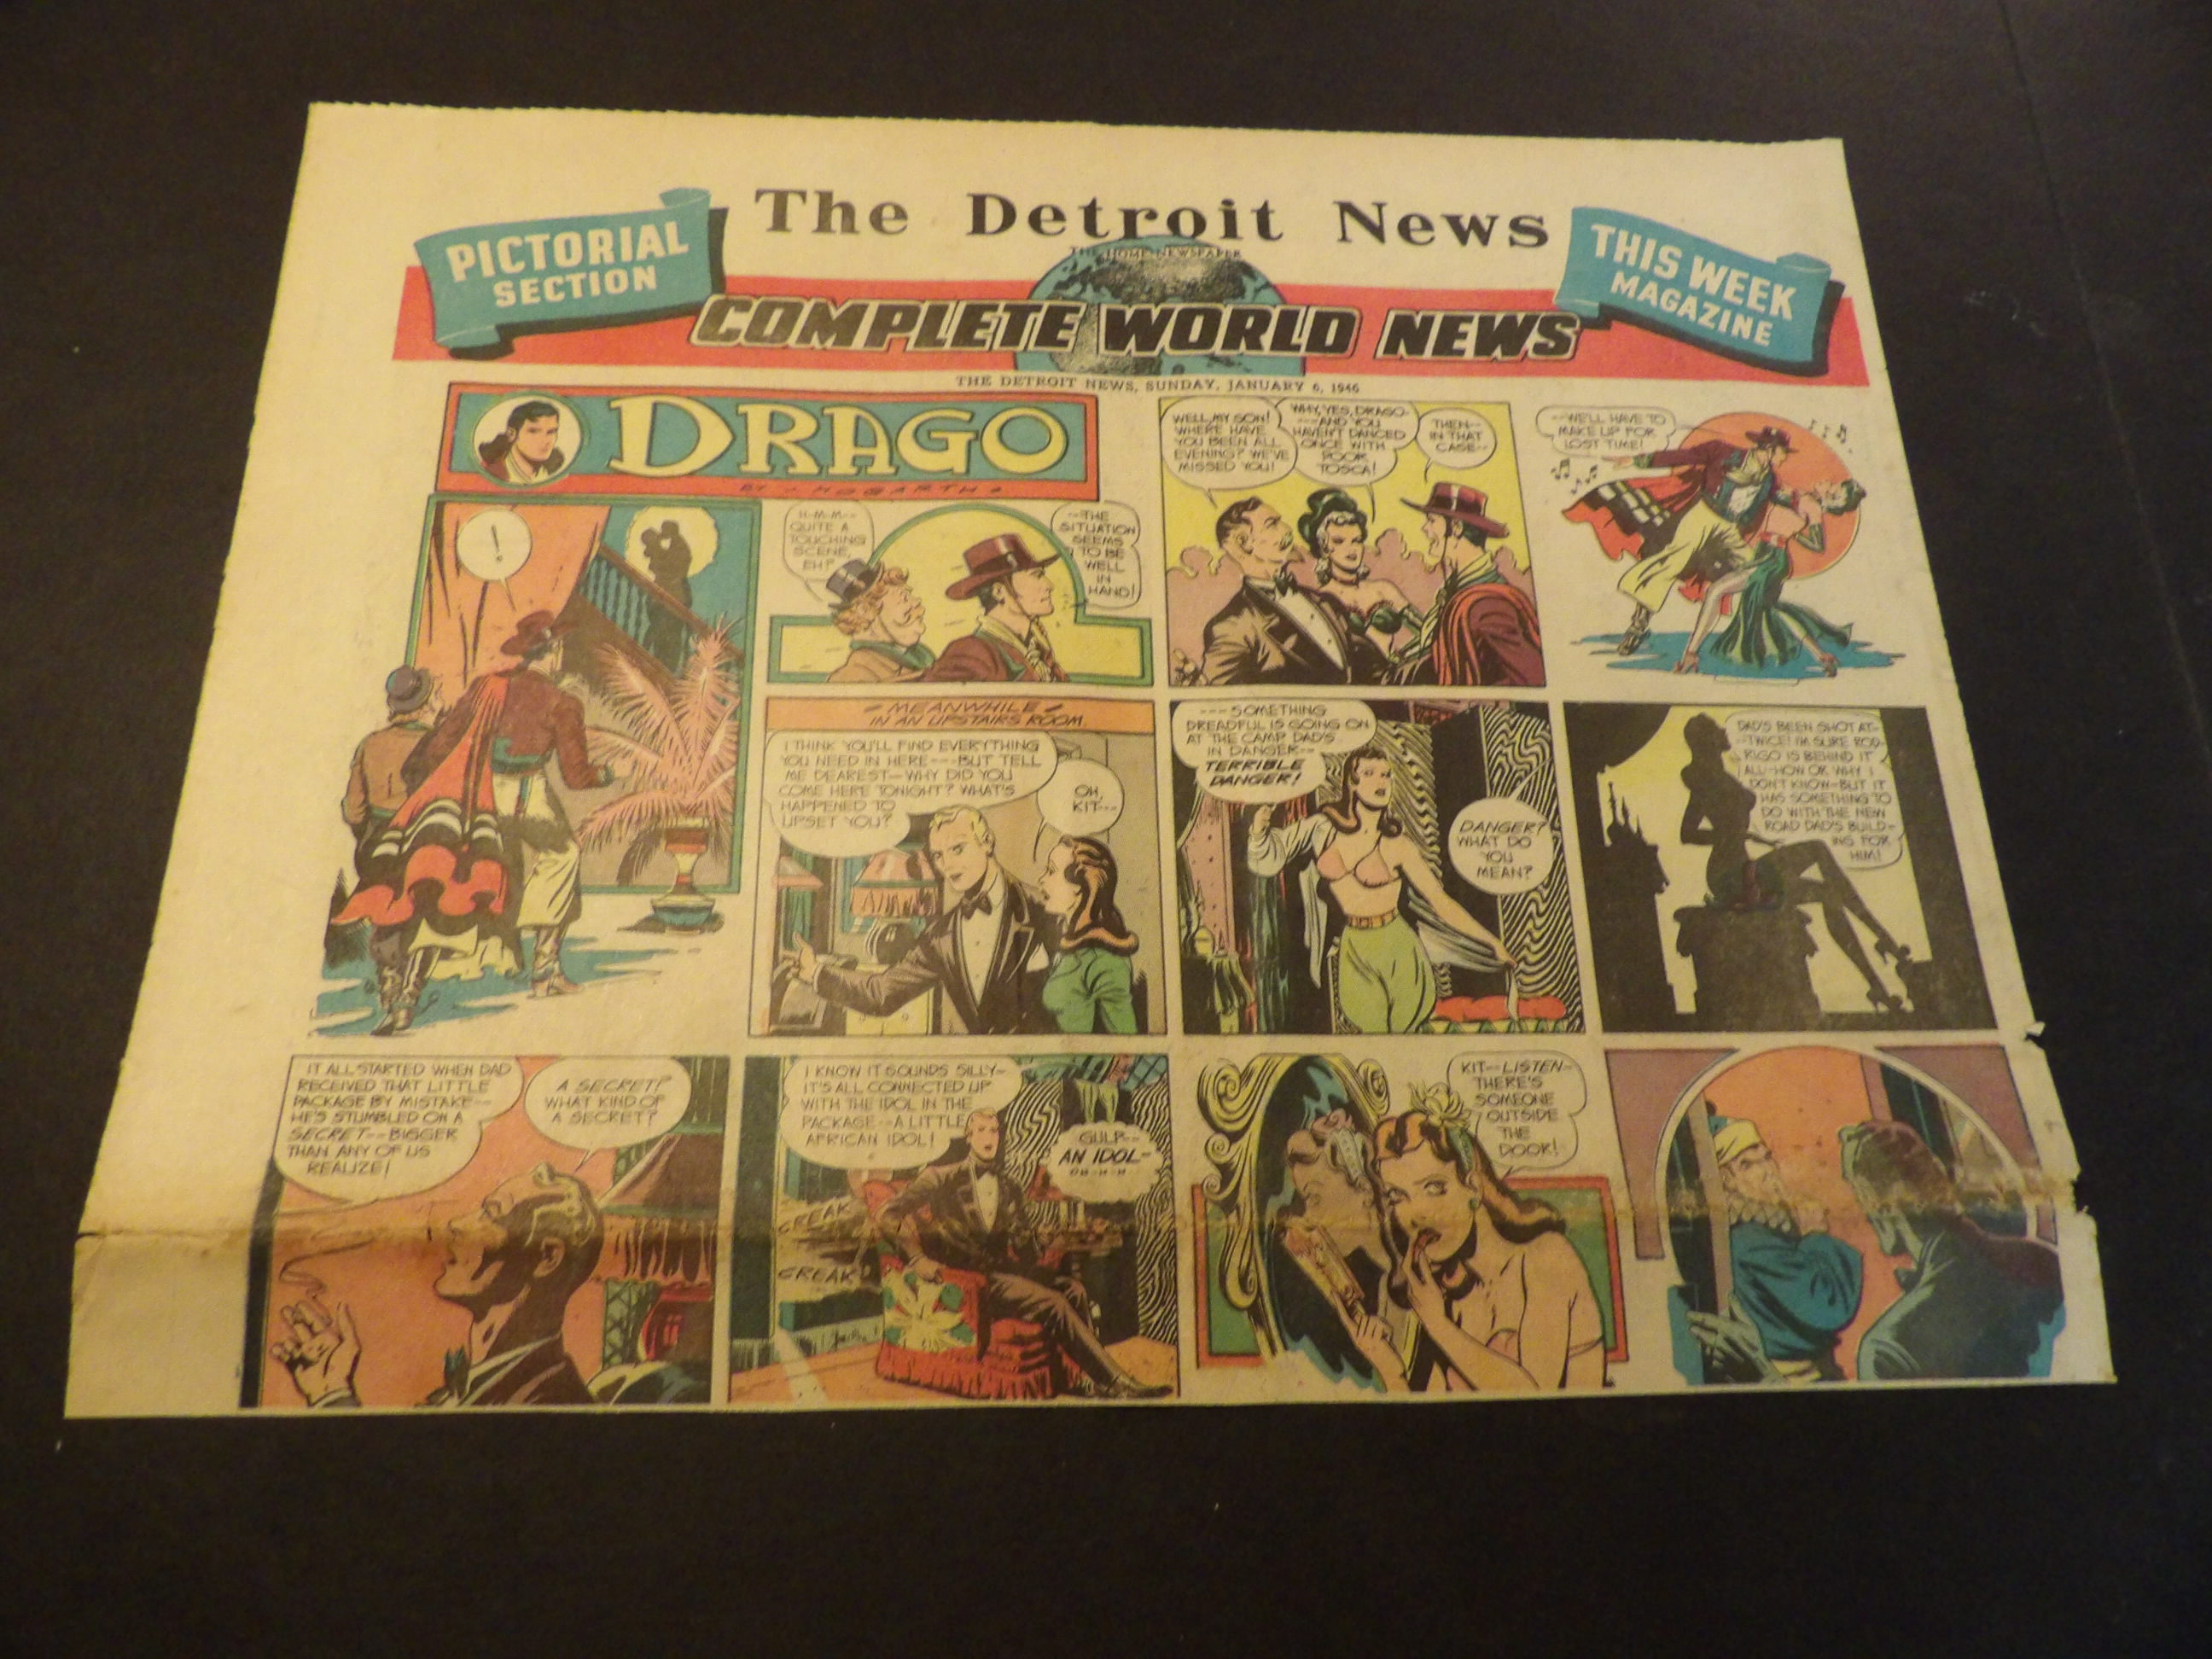 PICTORIAL
SECTION
The Detroit News
THE HOME NEWSPAPER
THIS WEEK
MAGAZINE
COMPLETE WORLD NEWS
THE DETROIT NEWS, SUNDAY, JANUARY 6, 1946
DRAGO
BY HOGARTH
!
H-M-M--
QUITE A
TOUCHING
SCENE,
EH?
--THE
SITUATION
SEEMS
TO BE
WELL
IN
HAND!
WELL, MY SON!
WHERE HAVE
YOU BEEN ALL
EVENING? WE'VE
MISSED YOU!
WHY, YES, DRAGO-
---AND YOU
HAVEN'T DANCED
ONCE WITH
POOR
TOSCA!
THEN--
IN THAT
CASE--
--WE'LL HAVE TO
MAKE UP FOR
LOST TIME!
MEANWHILE
IN AN UPSTAIRS ROOM
I THINK YOU'LL FIND EVERYTHING
YOU NEED IN HERE---BUT TELL
ME DEAREST--WHY DID YOU
COME HERE TONIGHT? WHAT'S
HAPPENED TO
UPSET YOU?
OH,
KIT---
---SOMETHING
DREADFUL IS GOING ON
AT THE CAMP DAD'S
IN DANGER--
TERRIBLE
DANGER!
DANGER?
WHAT DO
YOU
MEAN?
DAD'S BEEN SHOT AT-
-TWICE! I'M SURE ROD-
RIGO IS BEHIND IT
ALL--HOW OR WHY I
DON'T KNOW--BUT IT
HAS SOMETHING TO
DO WITH THE NEW
ROAD DAD'S BUILD-
ING FOR
HIM!
IT ALL STARTED WHEN DAD
RECEIVED THAT LITTLE
PACKAGE BY MISTAKE--
HE'S STUMBLED ON A
SECRET--BIGGER
THAN ANY OF US
REALIZE!
A SECRET?
WHAT KIND OF
A SECRET?
I KNOW IT SOUNDS SILLY--
IT'S ALL CONNECTED UP
WITH THE IDOL IN THE
PACKAGE--A LITTLE
AFRICAN IDOL!
GULP--
AN IDOL-
OH-H-H
CREAK
CREAK
KIT--LISTEN--
THERE'S
SOMEONE
OUTSIDE
THE
DOOR!